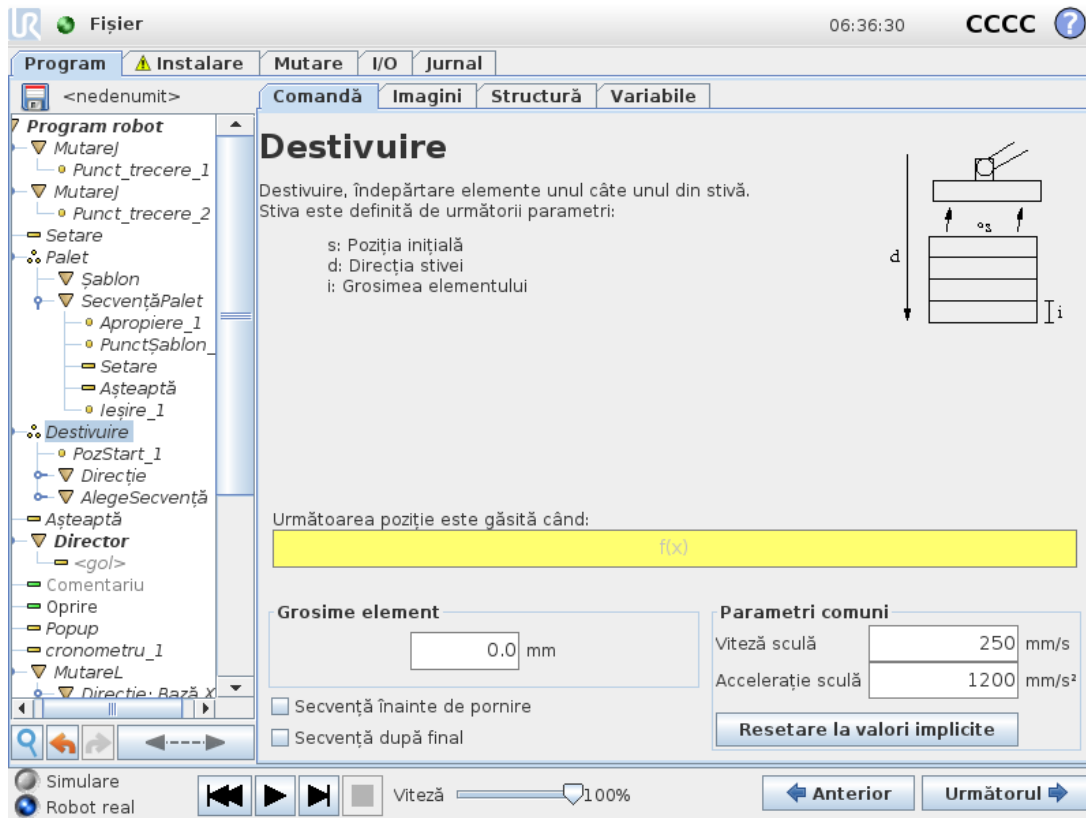 Fișier
06:36:30
CCCC
?
Program
Instalare
Mutare
I/O
Jurnal
<nedenumit>
Comandă
Imagini
Structură
Variabile
Program robot
MutareJ
Punct_trecere_1
MutareJ
Punct_trecere_2
Setare
Palet
Șablon
SecvențăPalet
Apropiere_1
PunctȘablon_
Setare
Așteaptă
Ieșire_1
Destivuire
PozStart_1
Direcție
AlegeSecvență
Așteaptă
Director
<gol>
Comentariu
Oprire
Popup
cronometru_1
MutareL
Direcție: Bază X
Destivuire
Destivuire, îndepărtare elemente unul câte unul din stivă.
Stiva este definită de următorii parametri:
s: Poziția inițială
d: Direcția stivei
i: Grosimea elementului
s
d
i
Următoarea poziție este găsită când:
f(x)
Grosime element
0.0 mm
Secvență înainte de pornire
Secvență după final
Parametri comuni
Viteză sculă 250 mm/s
Accelerație sculă 1200 mm/s²
Resetare la valori implicite
Simulare
Robot real
Viteză 100%
Anterior
Următorul